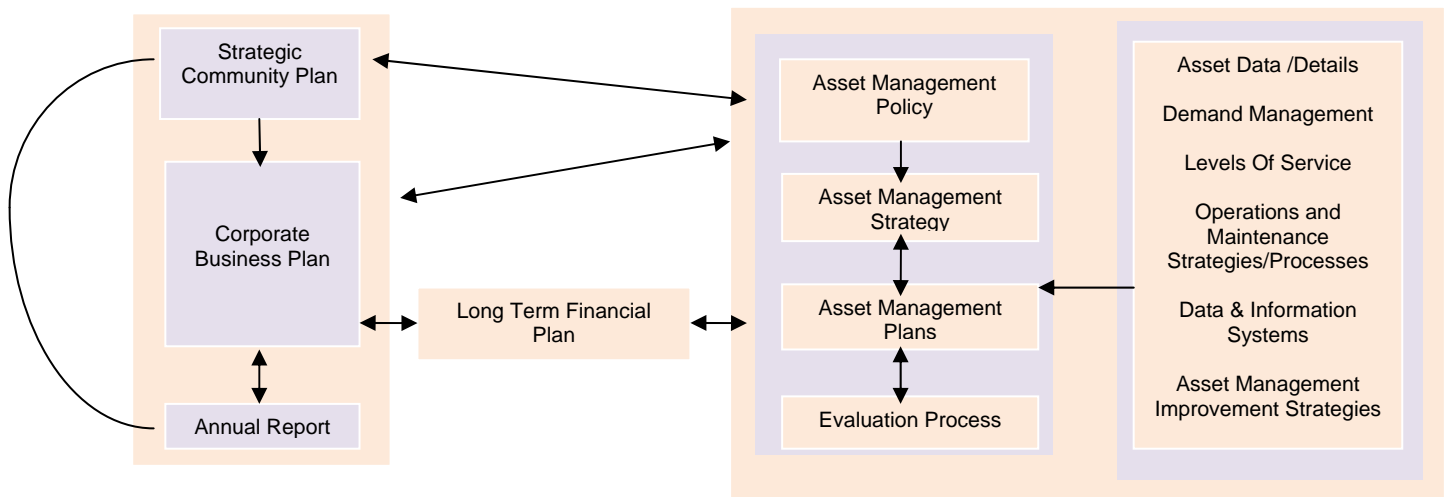 Strategic
Community Plan
Corporate
Business Plan
Annual Report
Long Term Financial
Plan
Asset Management
Policy
Asset Management
Strategy
Asset Management
Plans
Evaluation Process
Asset Data /Details
Demand Management
Levels Of Service
Operations and
Maintenance
Strategies/Processes
Data & Information
Systems
Asset Management
Improvement Strategies